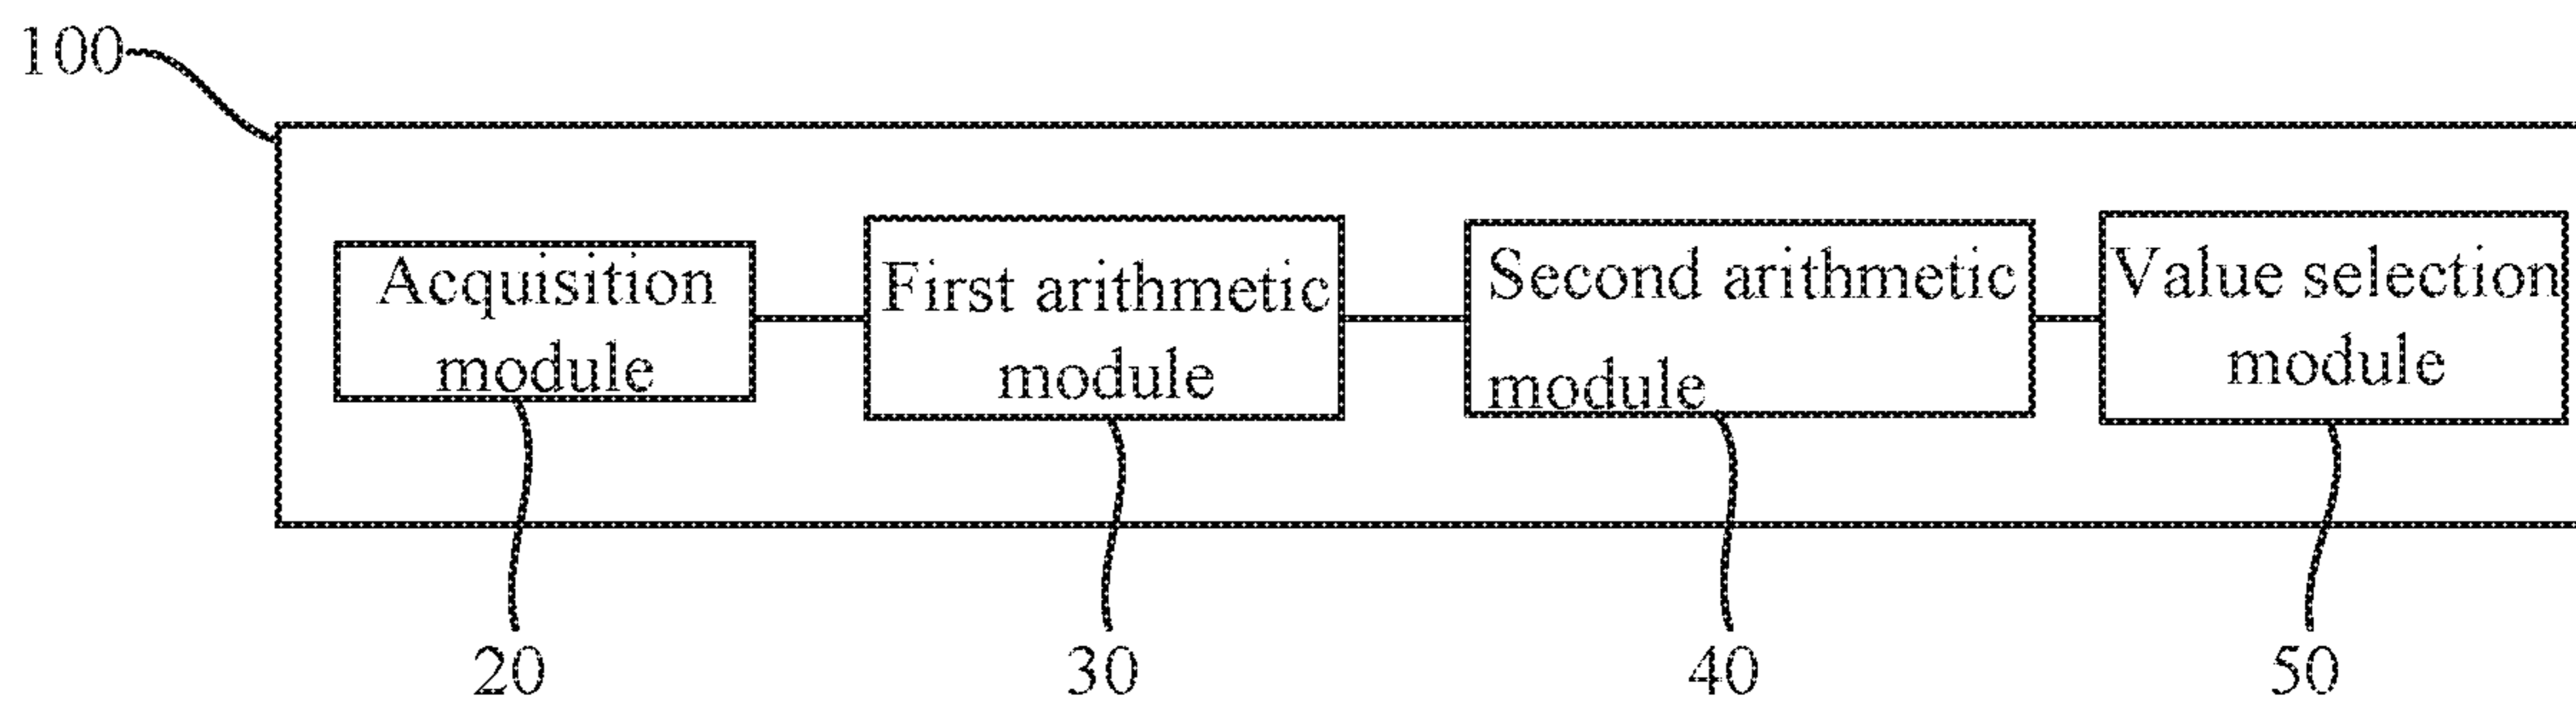 100
Acquisition
module
First arithmetic
module
Second arithmetic
module
Value selection
module
20
30
40
50